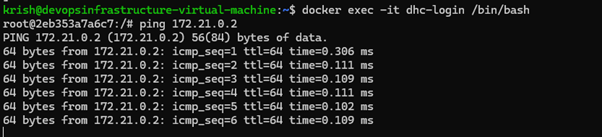 krish@devopsinfrastructure-virtual-machine:~$ docker exec -it dhc-login /bin/bash
root@2eb353a7a6c7:/# ping 172.21.0.2
PING 172.21.0.2 (172.21.0.2) 56(84) bytes of data.
64 bytes from 172.21.0.2: icmp_seq=1 ttl=64 time=0.306 ms
64 bytes from 172.21.0.2: icmp_seq=2 ttl=64 time=0.111 ms
64 bytes from 172.21.0.2: icmp_seq=3 ttl=64 time=0.109 ms
64 bytes from 172.21.0.2: icmp_seq=4 ttl=64 time=0.111 ms
64 bytes from 172.21.0.2: icmp_seq=5 ttl=64 time=0.102 ms
64 bytes from 172.21.0.2: icmp_seq=6 ttl=64 time=0.109 ms